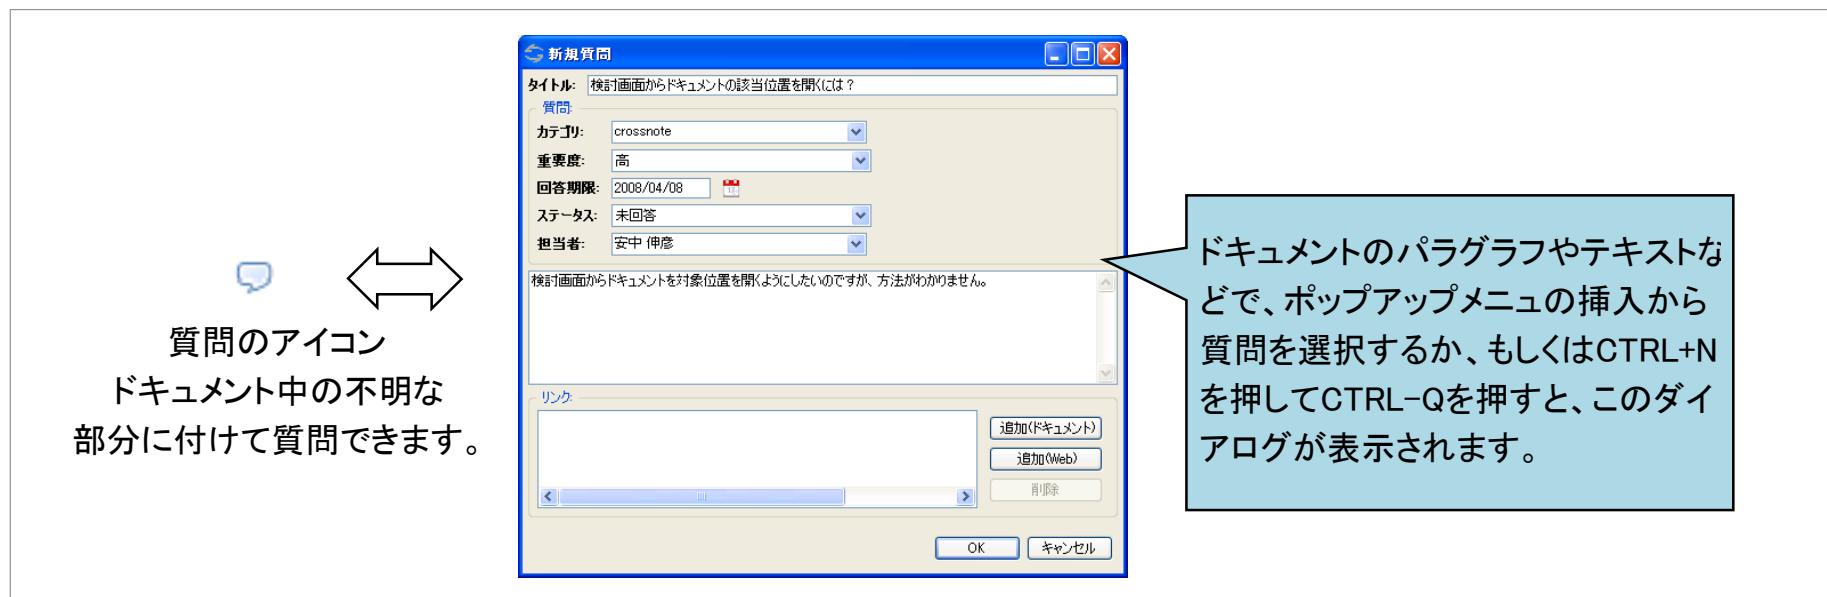 新規質問
タイトル: 検討画面からドキュメントの該当位置を開くには？
質問:
カテゴリ: crossnote
重要度: 高
回答期限: 2008/04/08
ステータス: 未回答
担当者: 安中 伸彦
検討画面からドキュメントを対象位置を開くようにしたいのですが、方法がわかりません。
リンク:
追加(ドキュメント)
追加(Web)
削除
OK キャンセル
質問のアイコン
ドキュメント中の不明な
部分に付けて質問できます。
ドキュメントのパラグラフやテキストな
どで、ポップアップメニュの挿入から
質問を選択するか、もしくはCTRL+N
を押してCTRL-Qを押すと、このダイ
アログが表示されます。